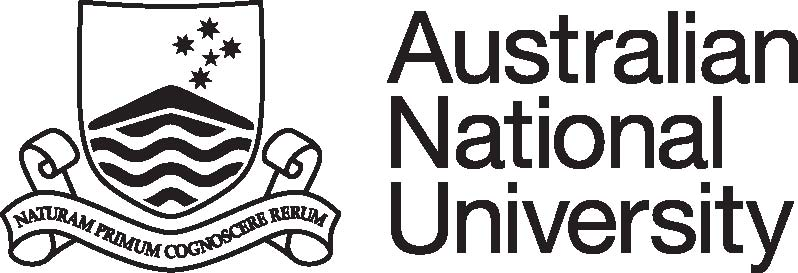 Australian
National
University
NATURAM PRIMUM COGNOSCERE RERUM